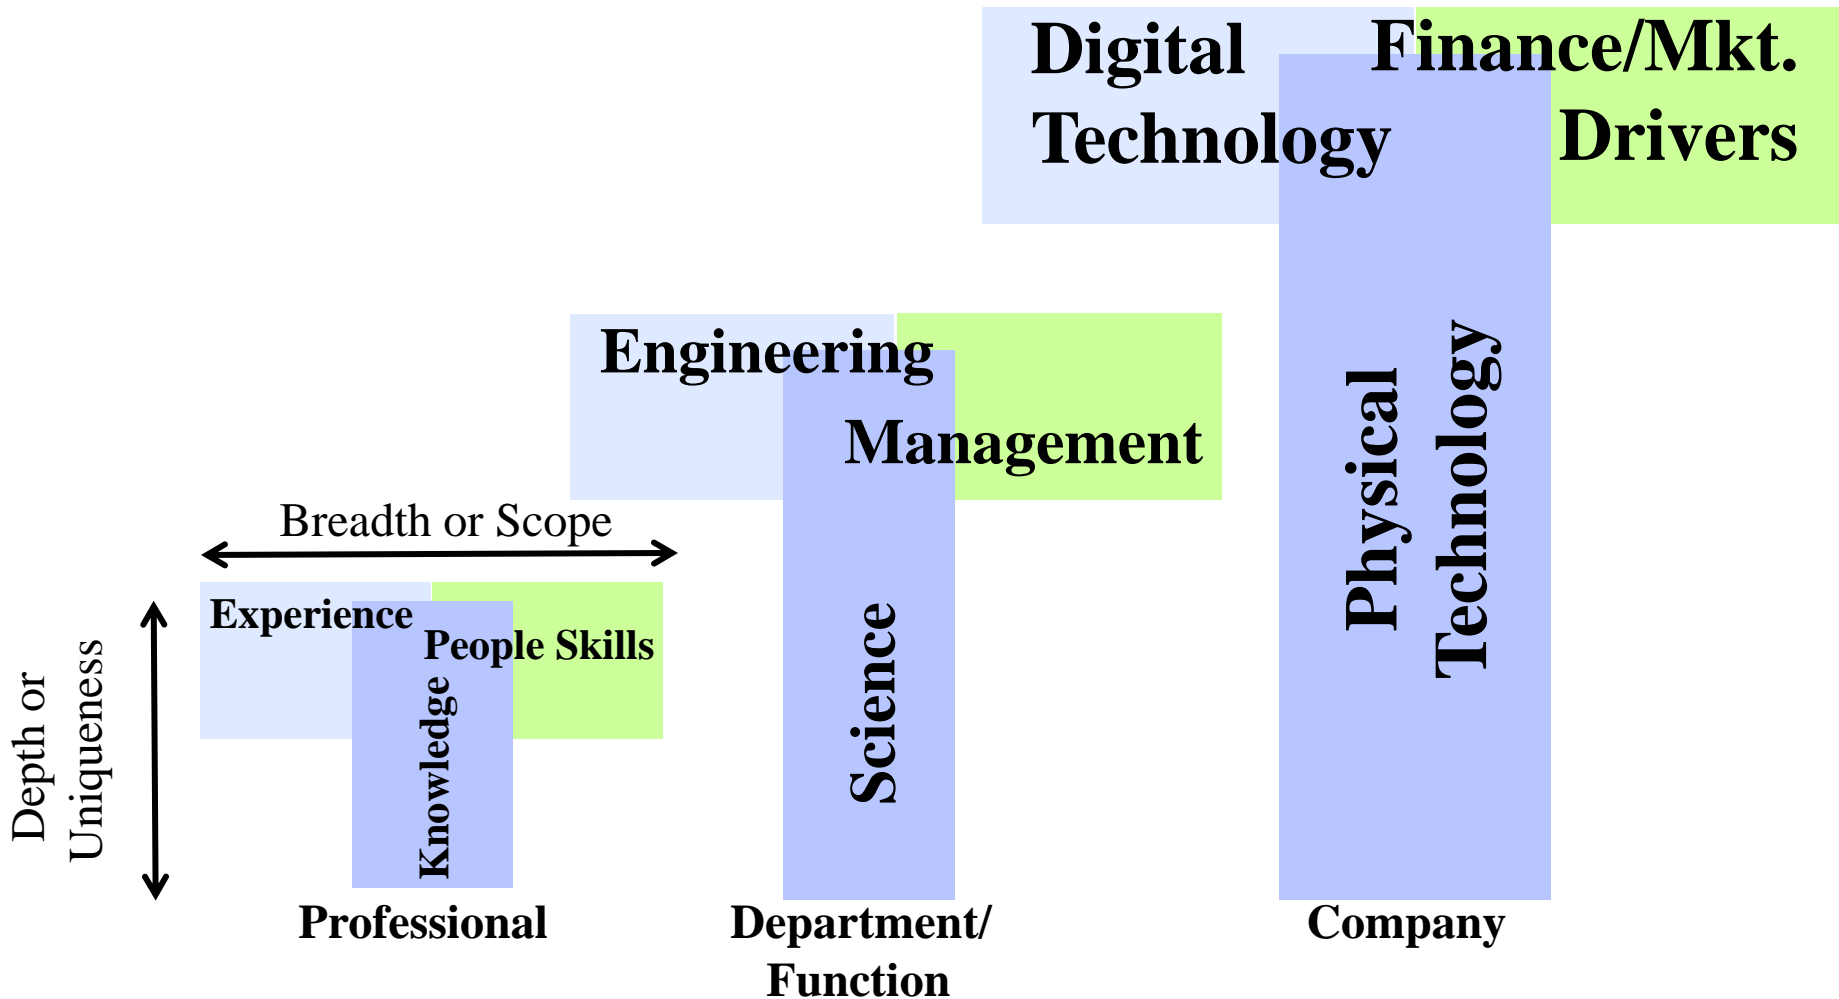 Digital
Technology
Finance/Mkt.
Drivers
Physical
Technology
Engineering
Management
Science
Breadth or Scope
Depth or
Uniqueness
Experience
People Skills
Knowledge
Professional
Department/
Function
Company